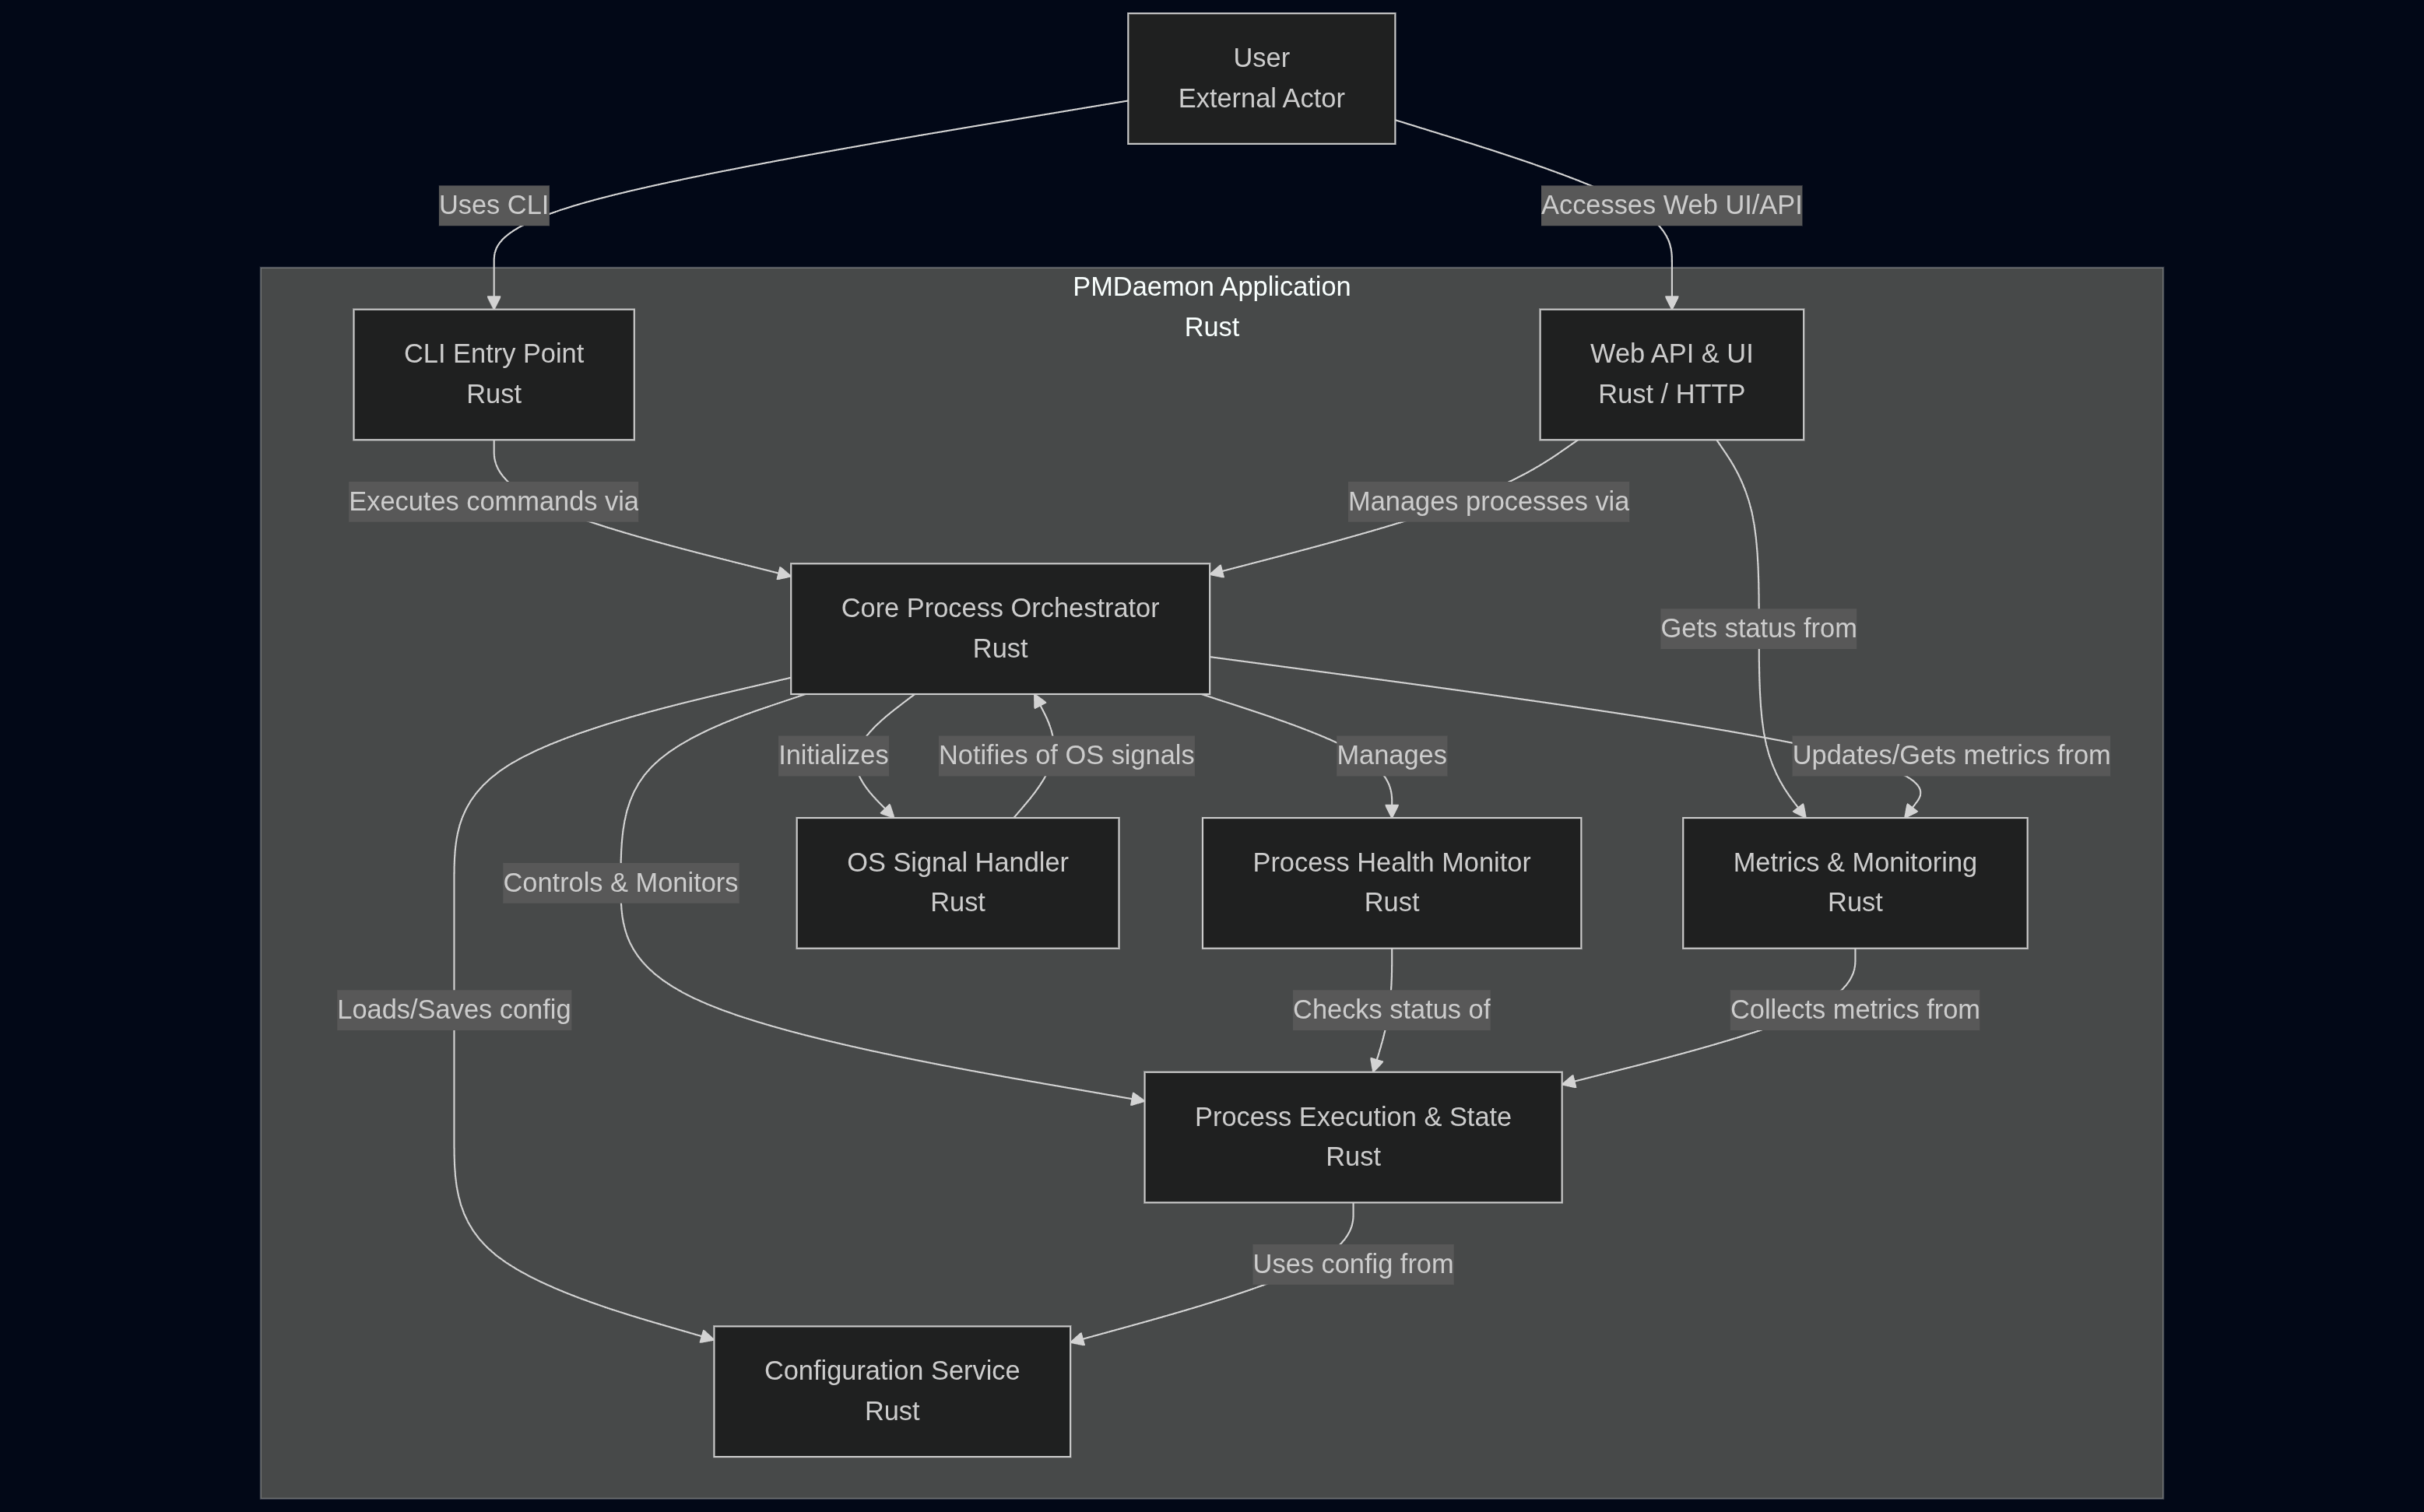 User
External Actor
Uses CLI
Accesses Web UI/API
PMDaemon Application
Rust
CLI Entry Point
Rust
Web API & UI
Rust / HTTP
Executes commands via
Manages processes via
Core Process Orchestrator
Rust
Gets status from
Initializes
Notifies of OS signals
Manages
Updates/Gets metrics from
Controls & Monitors
OS Signal Handler
Rust
Process Health Monitor
Rust
Metrics & Monitoring
Rust
Loads/Saves config
Checks status of
Collects metrics from
Process Execution & State
Rust
Uses config from
Configuration Service
Rust